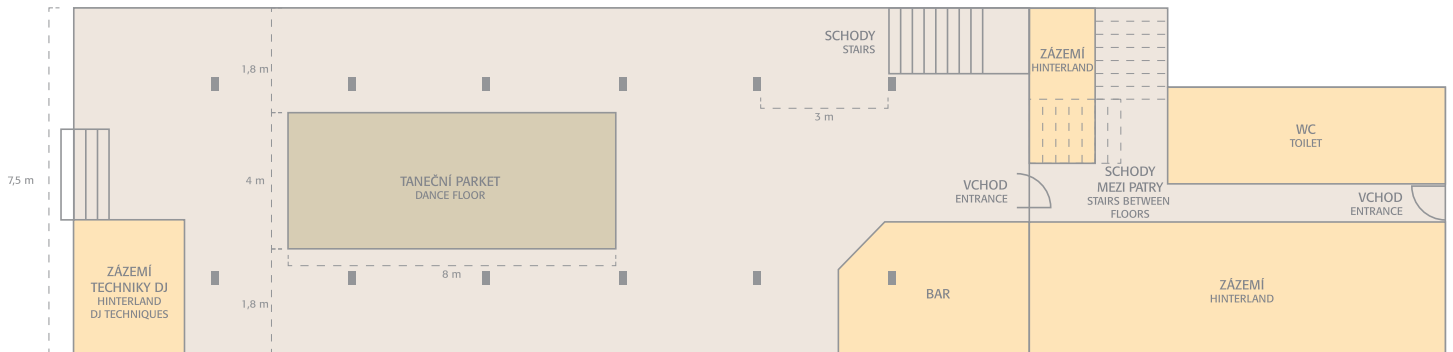 SCHODY
STAIRS
ZÁZEMÍ
HINTERLAND
1,8 m
3 m
WC
TOILET
7,5 m
4 m
TANEČNÍ PARKET
DANCE FLOOR
VCHOD
ENTRANCE
SCHODY
MEZI PATRY
STAIRS BETWEEN
FLOORS
VCHOD
ENTRANCE
ZÁZEMÍ
TECHNIKY DJ
HINTERLAND
DJ TECHNIQUES
8 m
1,8 m
BAR
ZÁZEMÍ
HINTERLAND